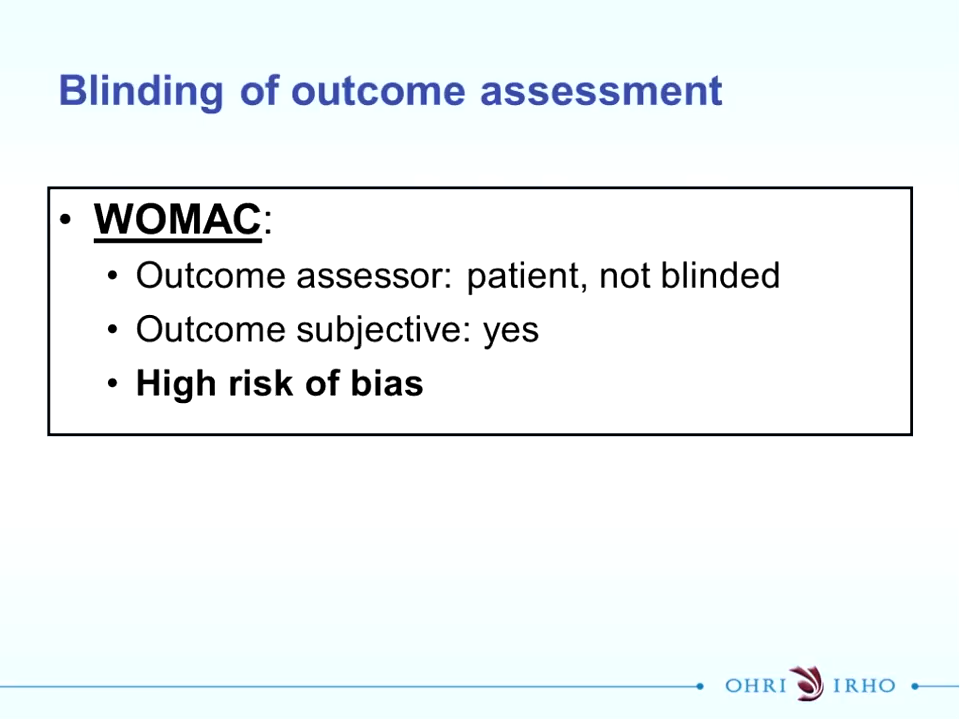 Blinding of outcome assessment
• WOMAC:
• Outcome assessor: patient, not blinded
• Outcome subjective: yes
• High risk of bias
OHRI IRHO